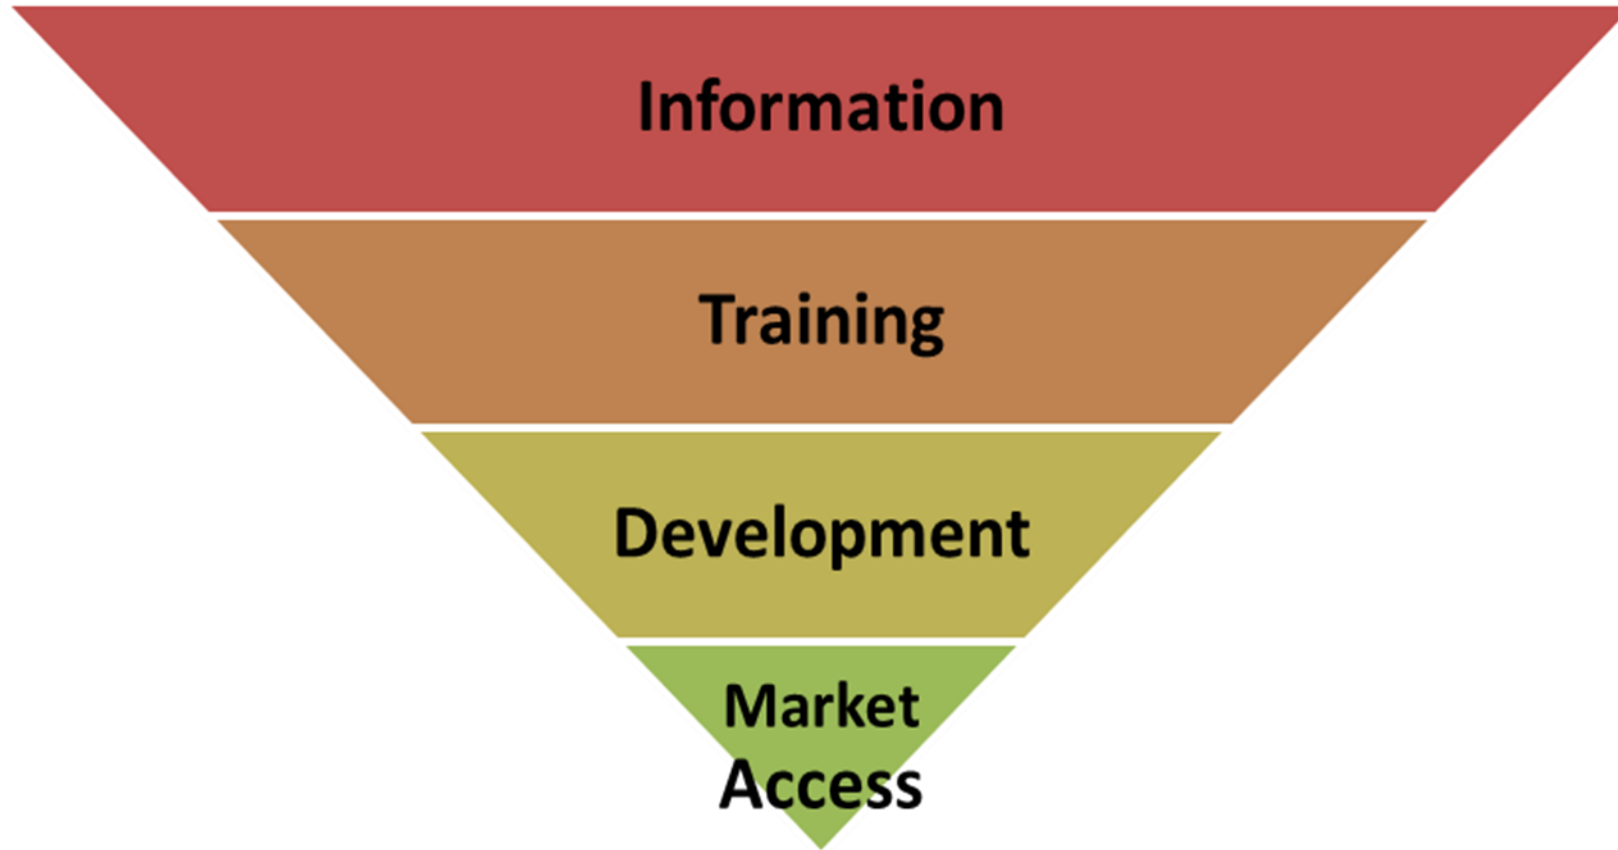 Information
Training
Development
Market
Access